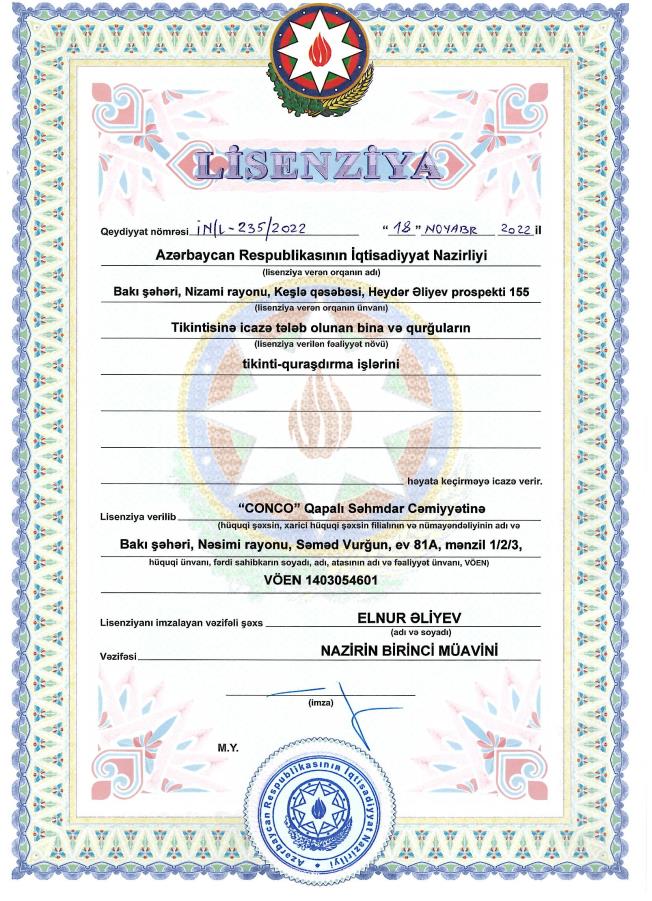 LİSENZİYA
Qeydiyyat nömrəsi İN/L-235/2022 “18” NOYABR 2022 il
Azərbaycan Respublikasının İqtisadiyyat Nazirliyi
(lisenziya verən orqanın adı)
Bakı şəhəri, Nizami rayonu, Keşlə qəsəbəsi, Heydər Əliyev prospekti 155
(lisenziya verən orqanın ünvanı)
Tikintisinə icazə tələb olunan bina və qurğuların
(lisenziya verilən fəaliyyət növü)
tikinti-quraşdırma işlərini
həyata keçirməyə icazə verir.
Lisenziya verilib “CONCO” Qapalı Səhmdar Cəmiyyətinə
(hüquqi şəxsin, xarici hüquqi şəxsin filialının və nümayəndəliyinin adı və
Bakı şəhəri, Nəsimi rayonu, Səməd Vurğun, ev 81A, mənzil 1/2/3,
hüquqi ünvanı, fərdi sahibkarın soyadı, adı, atasının adı və fəaliyyət ünvanı, VÖEN)
VÖEN 1403054601
Lisenziyanı imzalayan vəzifəli şəxs ELNUR ƏLİYEV
(adı və soyadı)
Vəzifəsi NAZİRİN BİRİNCİ MÜAVİNİ
(imza)
M.Y.
Azərbaycan Respublikasının İqtisadiyyat Nazirliyi